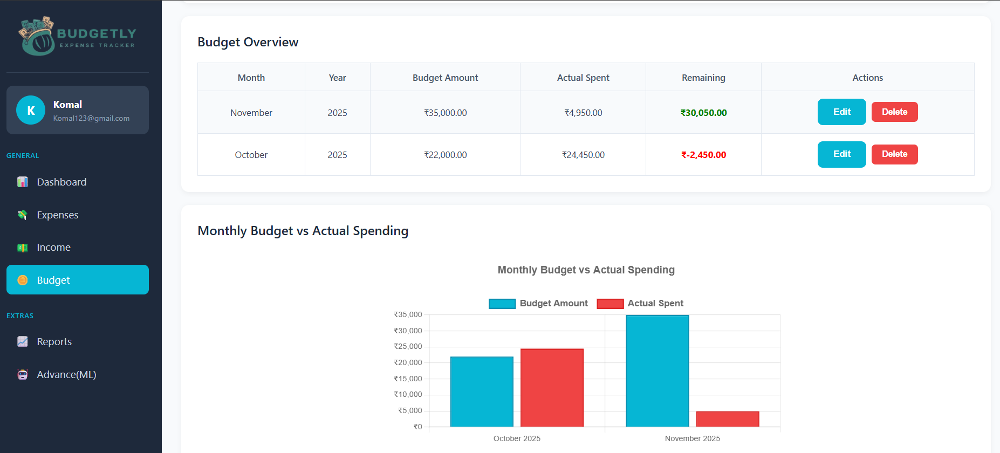 BUDGETLY
EXPENSE TRACKER
K
Komal
Komal123@gmail.com
GENERAL
Dashboard
Expenses
Income
Budget
EXTRAS
Reports
Advance(ML)
Budget Overview
Month Year Budget Amount Actual Spent Remaining Actions
November 2025 ₹35,000.00 ₹4,950.00 ₹30,050.00 Edit Delete
October 2025 ₹22,000.00 ₹24,450.00 ₹-2,450.00 Edit Delete
Monthly Budget vs Actual Spending
Monthly Budget vs Actual Spending
Budget Amount Actual Spent
₹35,000
₹30,000
₹25,000
₹20,000
₹15,000
₹10,000
₹5,000
₹0
October 2025 November 2025